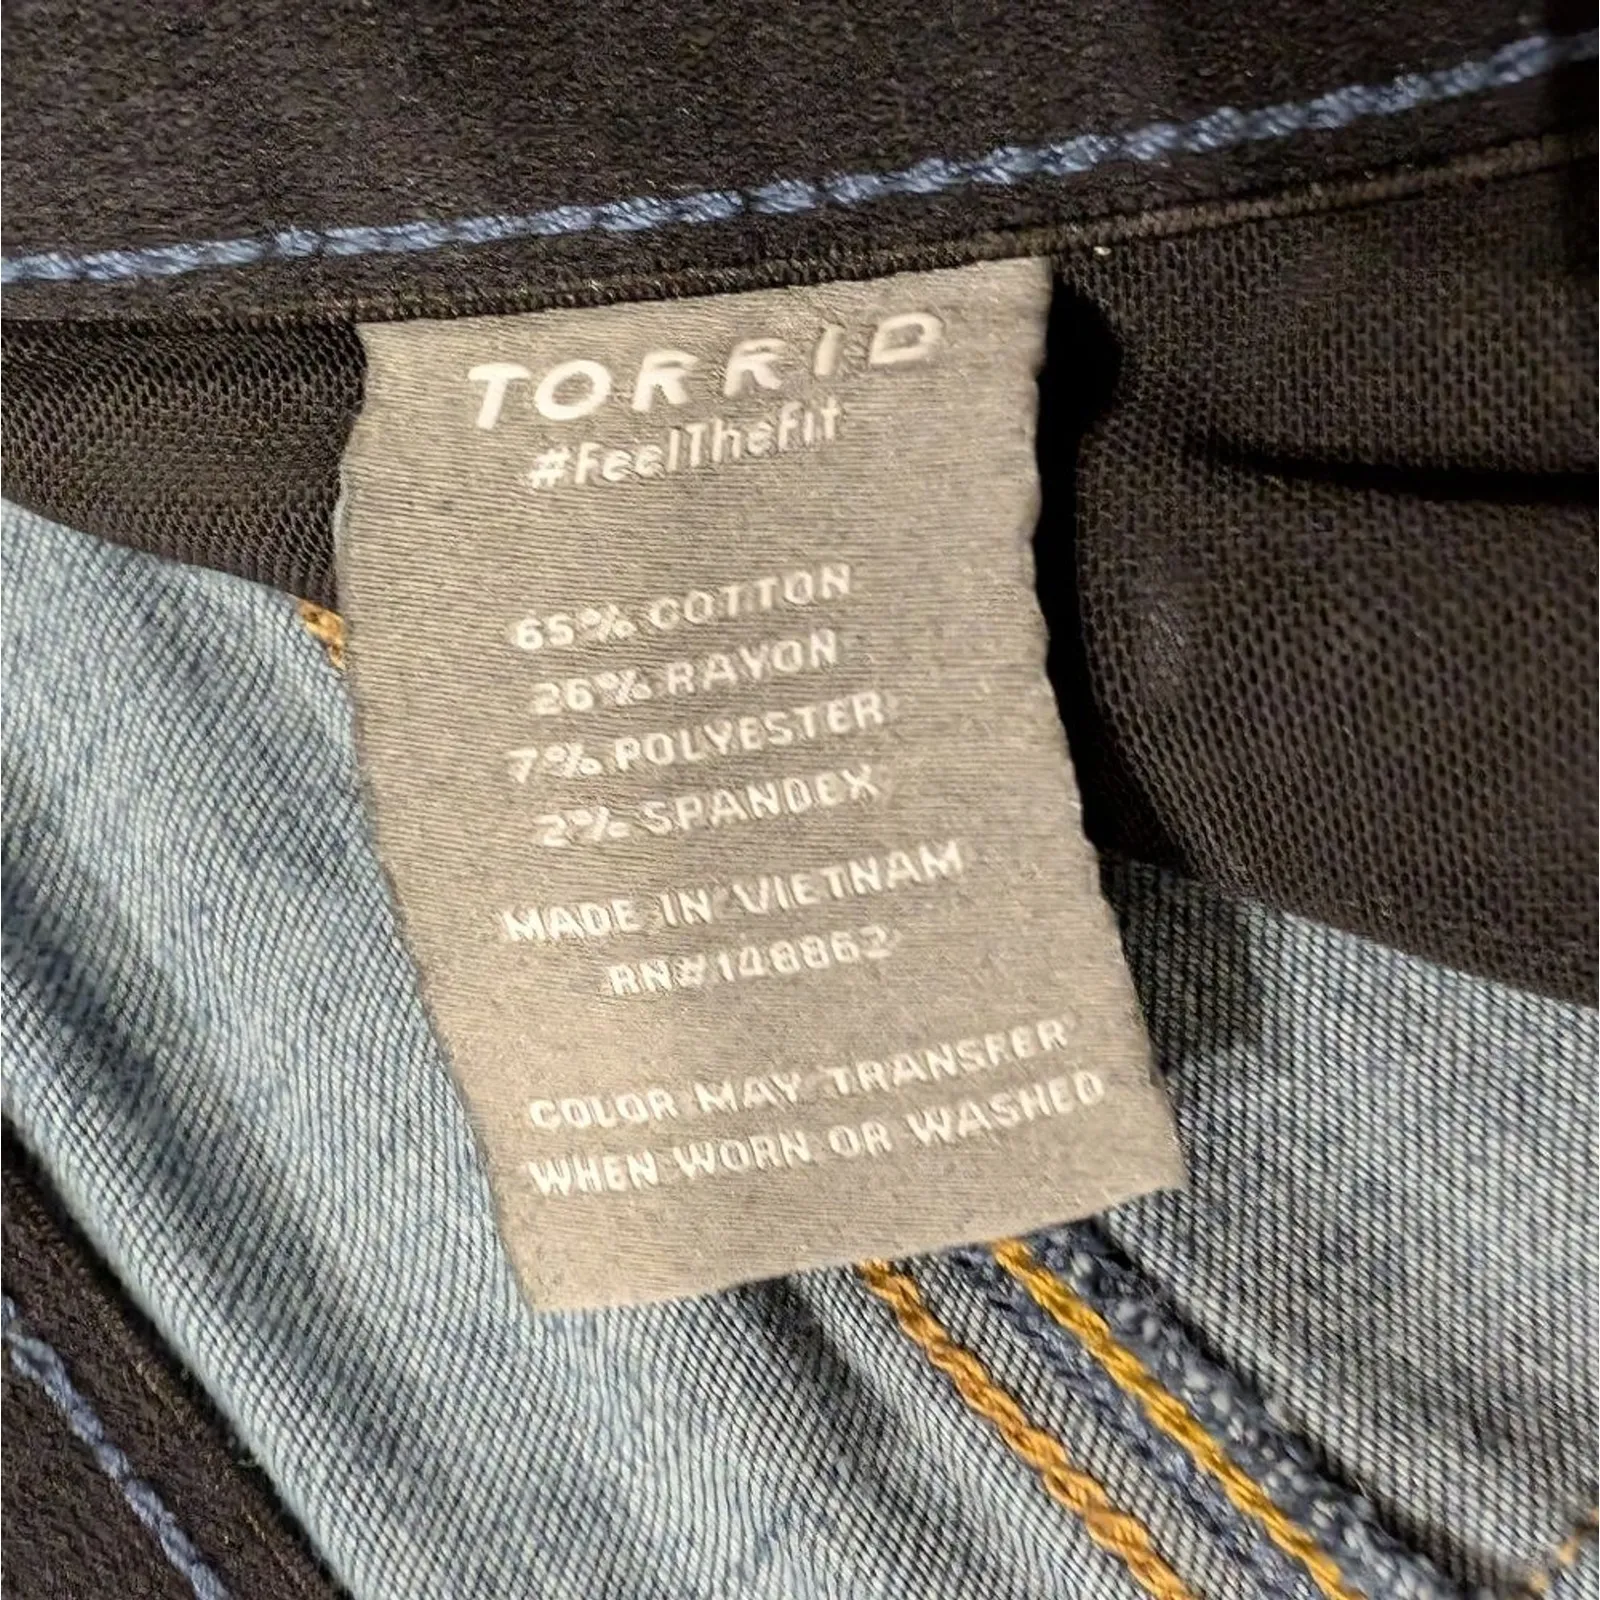 TORRID
#FeelTheFit
65% COTTON
26% RAYON
7% POLYESTER
2% SPANDEX
MADE IN VIETNAM
RN#148862
COLOR MAY TRANSFER
WHEN WORN OR WASHED